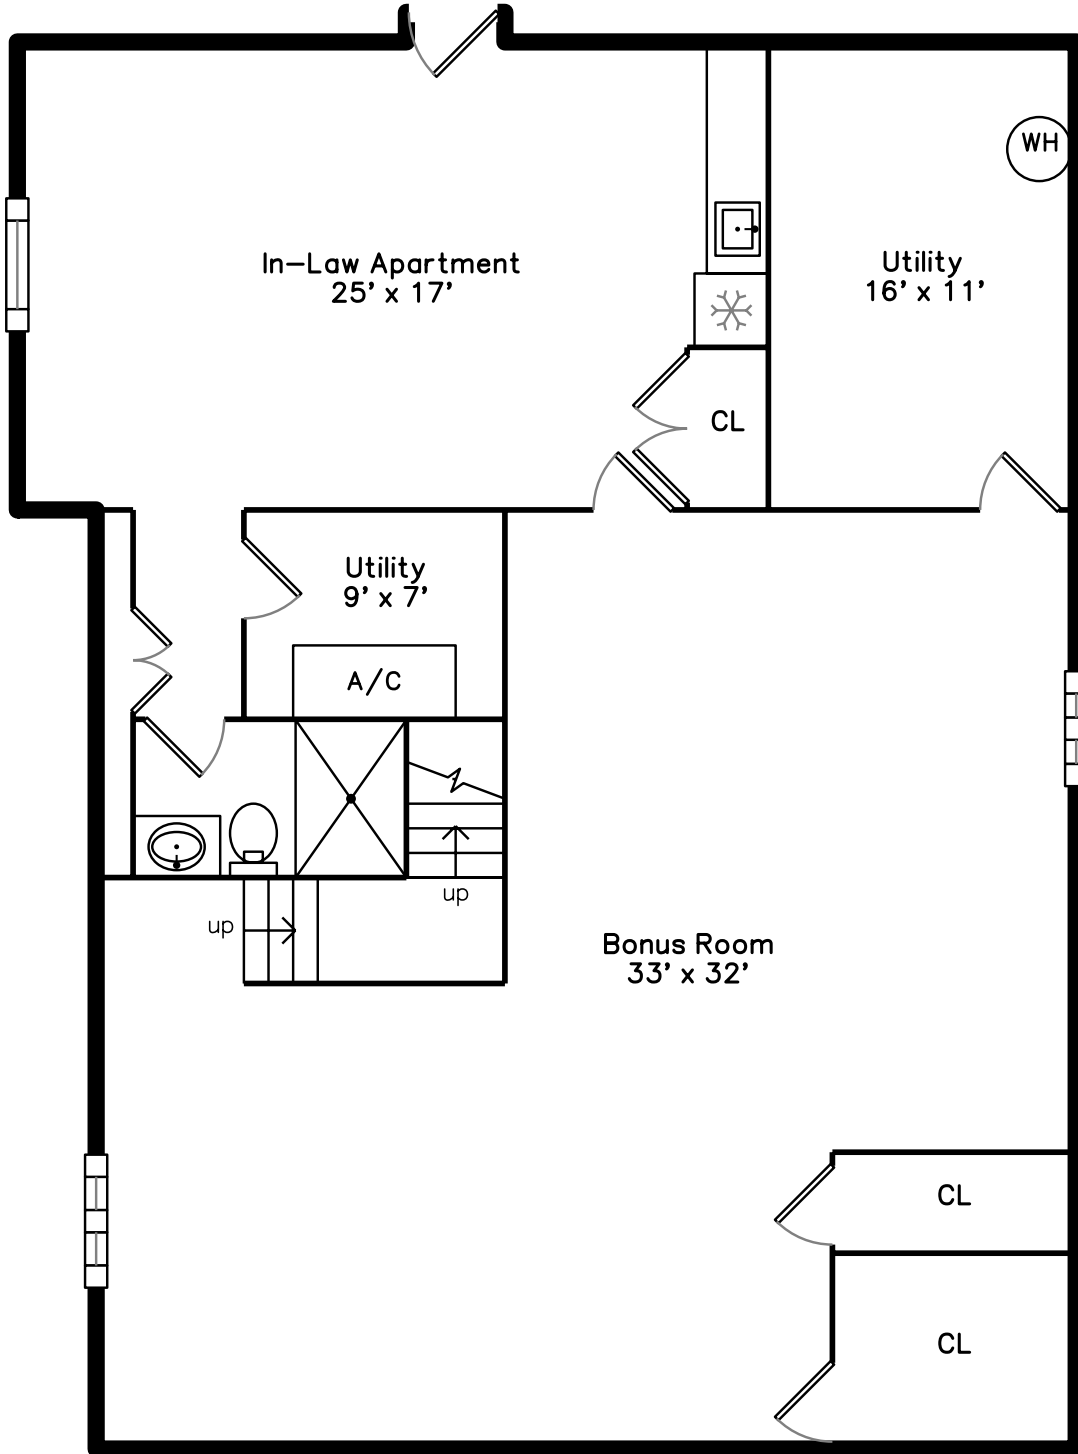 WH
In-Law Apartment
25' x 17'
Utility
16' x 11'
CL
Utility
9' x 7'
A/C
up
up
Bonus Room
33' x 32'
CL
CL